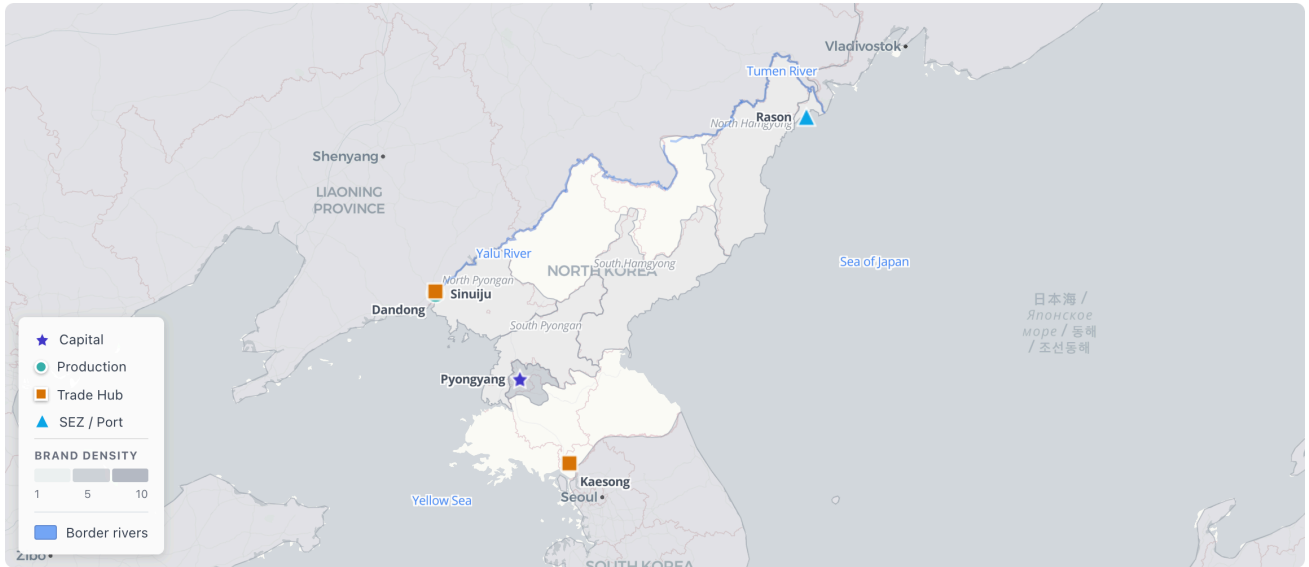 Vladivostok
Tumen River
Rason
North Hamgyong
Shenyang
LIAONING
PROVINCE
Yalu River
Sea of Japan
South Hamgyong
NORTH KOREA
North Pyongan
Sinuiju
Dandong
日本海 /
Японское
море / 동해
/ 조선동해
South Pyongan
Pyongyang
Kaesong
Seoul
Yellow Sea
SOUTH KOREA
Zibo
Capital
Production
Trade Hub
SEZ / Port
BRAND DENSITY
1 5 10
Border rivers